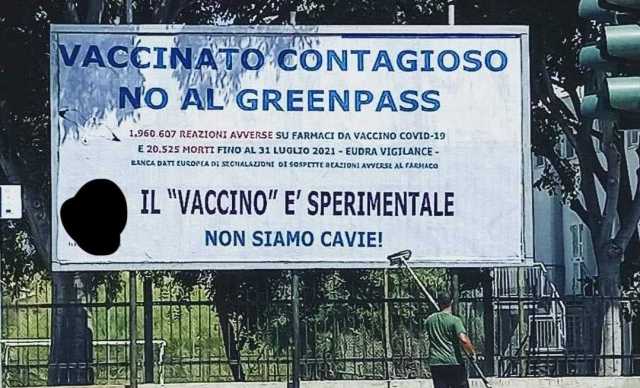 VACCINATO CONTAGIOSO
NO AL GREENPASS
1.960.607 REAZIONI AVVERSE SU FARMACI DA VACCINO COVID-19
E 20.525 MORTI FINO AL 31 LUGLIO 2021 - EUDRA VIGILANCE -
BANCA DATI EUROPEA DI SEGNALAZIONE DI SOSPETTE REAZIONI AVVERSE AL FARMACO
IL "VACCINO" E' SPERIMENTALE
NON SIAMO CAVIE!